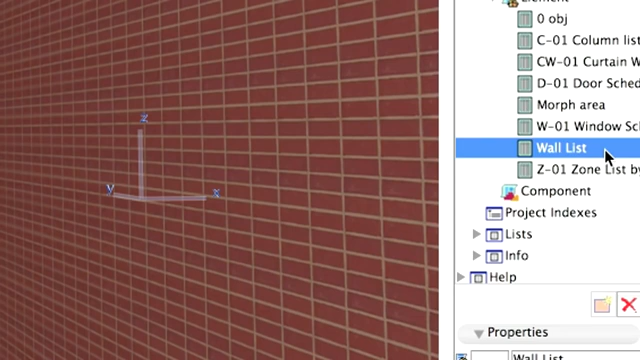 Element
0 obj
C-01 Column list
CW-01 Curtain W
D-01 Door Sched
Morph area
W-01 Window Sc
Wall List
Z-01 Zone List by
Component
Project Indexes
Lists
Info
Help
Properties
Wall List
z
y
x